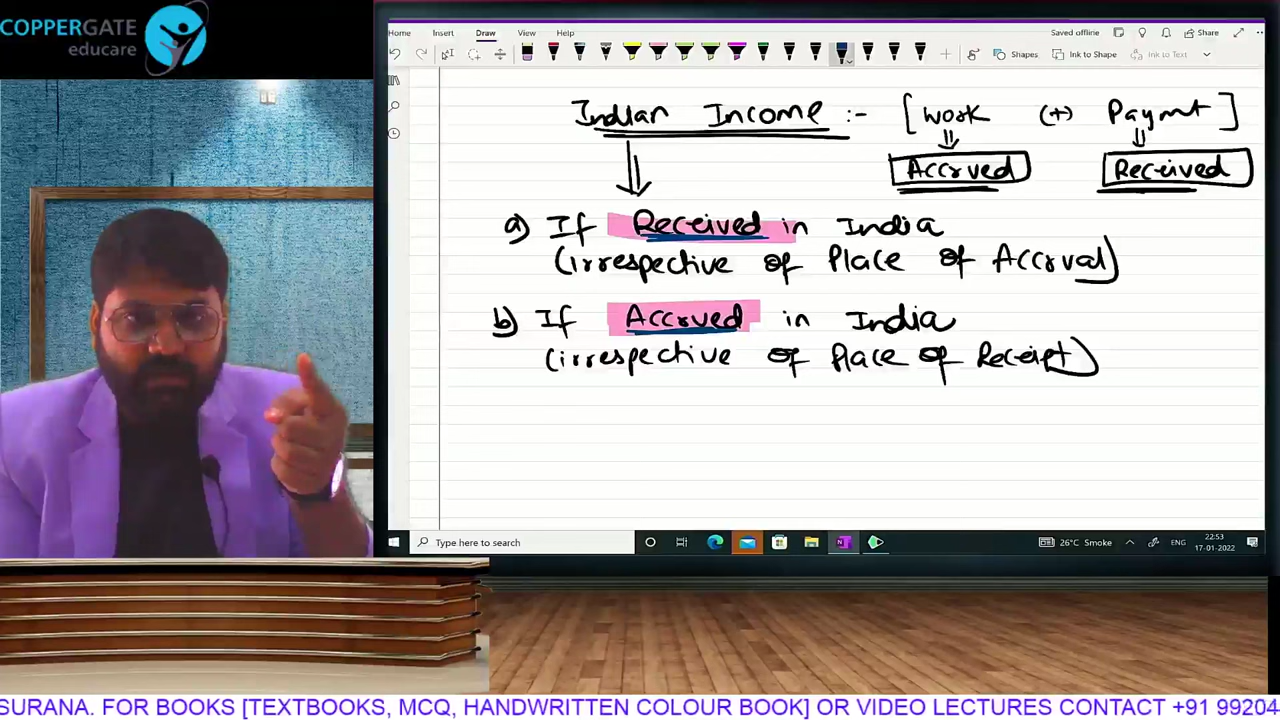 COPPERGATE
educare
Home Insert Draw View Help
Saved offline
Share
Shapes
Ink to Shape
Ink to Text
Indian Income :- [Work (+) Paymt]
Accrued Received
a) If Received in India
(irrespective of Place of Accrual)
b) If Accrued in India
(irrespective of Place of Receipt)
Type here to search
26°C Smoke
ENG
22:53
17-01-2022
SURANA. FOR BOOKS [TEXTBOOKS, MCQ, HANDWRITTEN COLOUR BOOK] OR VIDEO LECTURES CONTACT +91 99204